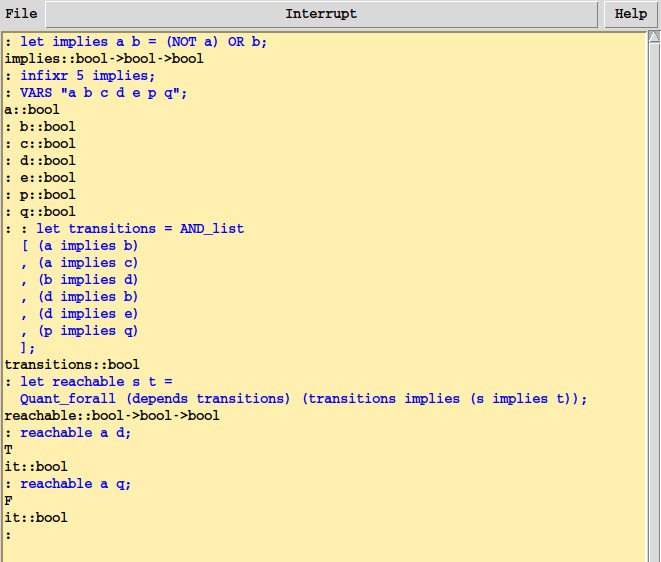 File Interrupt Help
: let implies a b = (NOT a) OR b;
implies::bool->bool->bool
: infixr 5 implies;
: VARS "a b c d e p q";
a::bool
: b::bool
: c::bool
: d::bool
: e::bool
: p::bool
: q::bool
: : let transitions = AND_list
  [ (a implies b)
  , (a implies c)
  , (b implies d)
  , (d implies b)
  , (d implies e)
  , (p implies q)
  ];
transitions::bool
: let reachable s t =
  Quant_forall (depends transitions) (transitions implies (s implies t));
reachable::bool->bool->bool
: reachable a d;
T
it::bool
: reachable a q;
F
it::bool
: